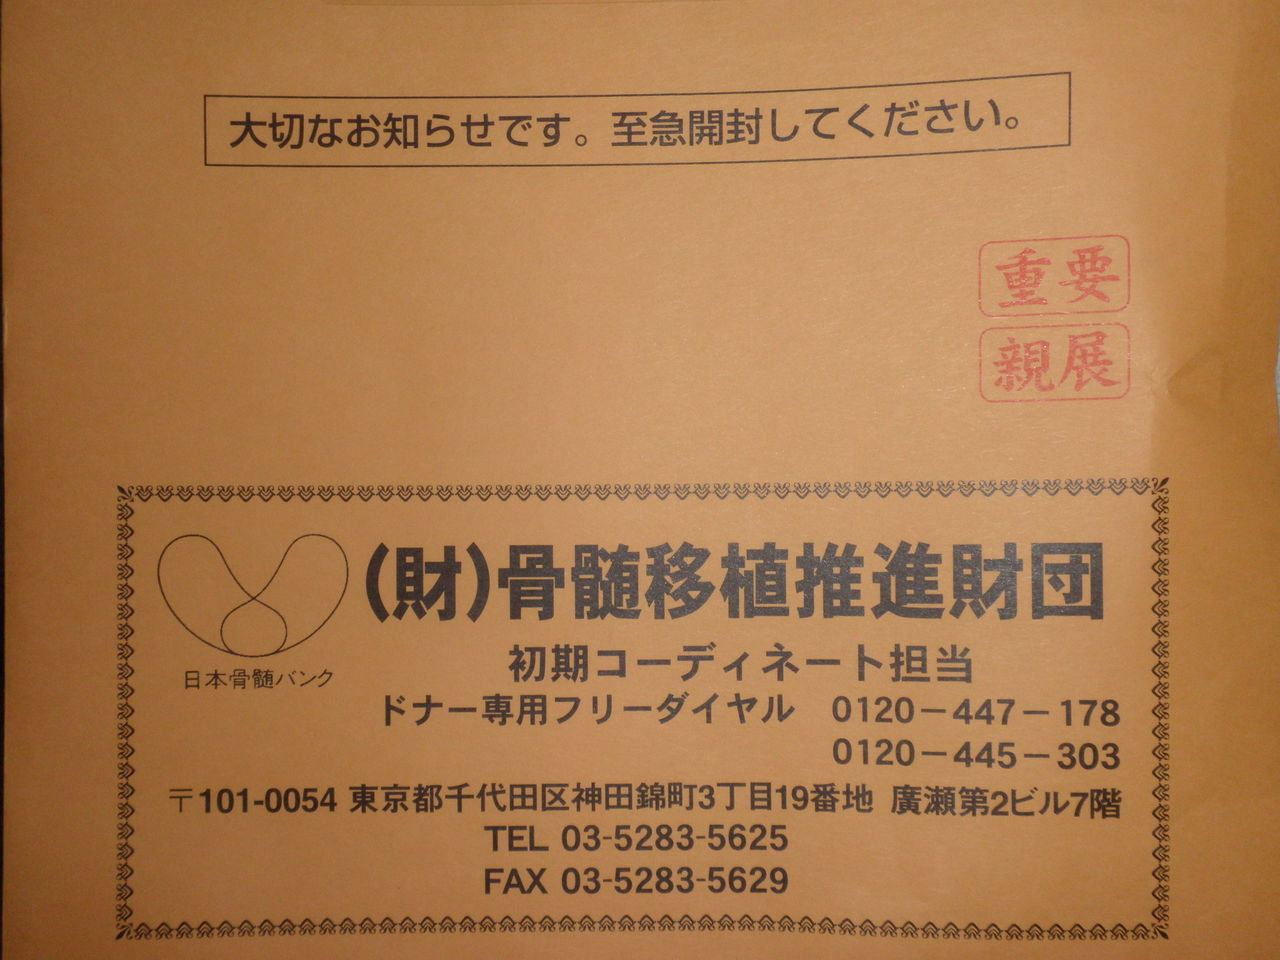 大切なお知らせです。至急開封してください。
重要
親展
(財)骨髄移植推進財団
日本骨髄バンク
初期コーディネート担当
ドナー専用フリーダイヤル 0120－447－178
0120－445－303
〒101-0054 東京都千代田区神田錦町3丁目19番地 廣瀬第2ビル7階
TEL 03-5283-5625
FAX 03-5283-5629